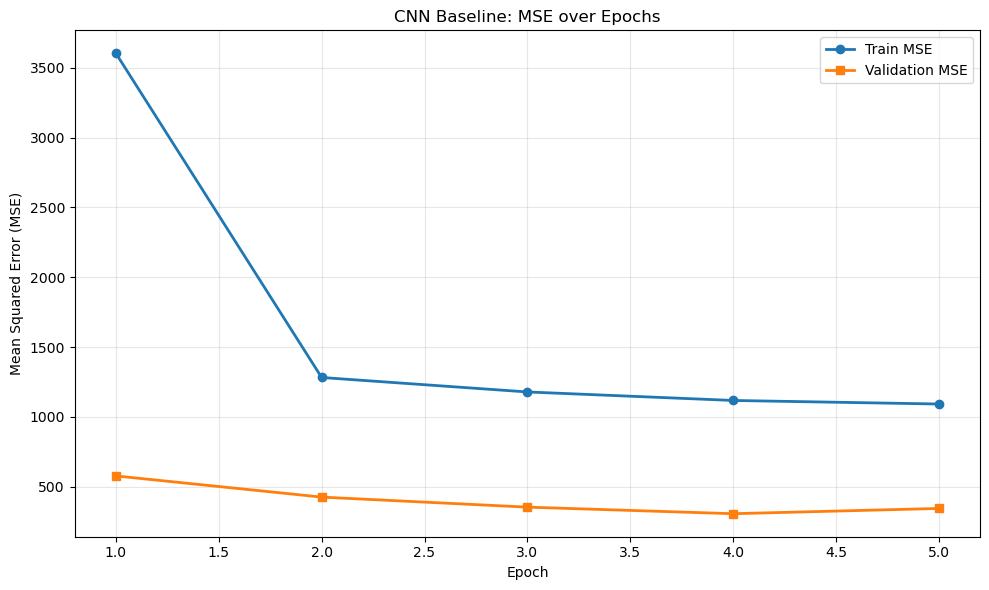 CNN Baseline: MSE over Epochs
Train MSE
Validation MSE
Mean Squared Error (MSE)
3500
3000
2500
2000
1500
1000
500
1.0 1.5 2.0 2.5 3.0 3.5 4.0 4.5 5.0
Epoch